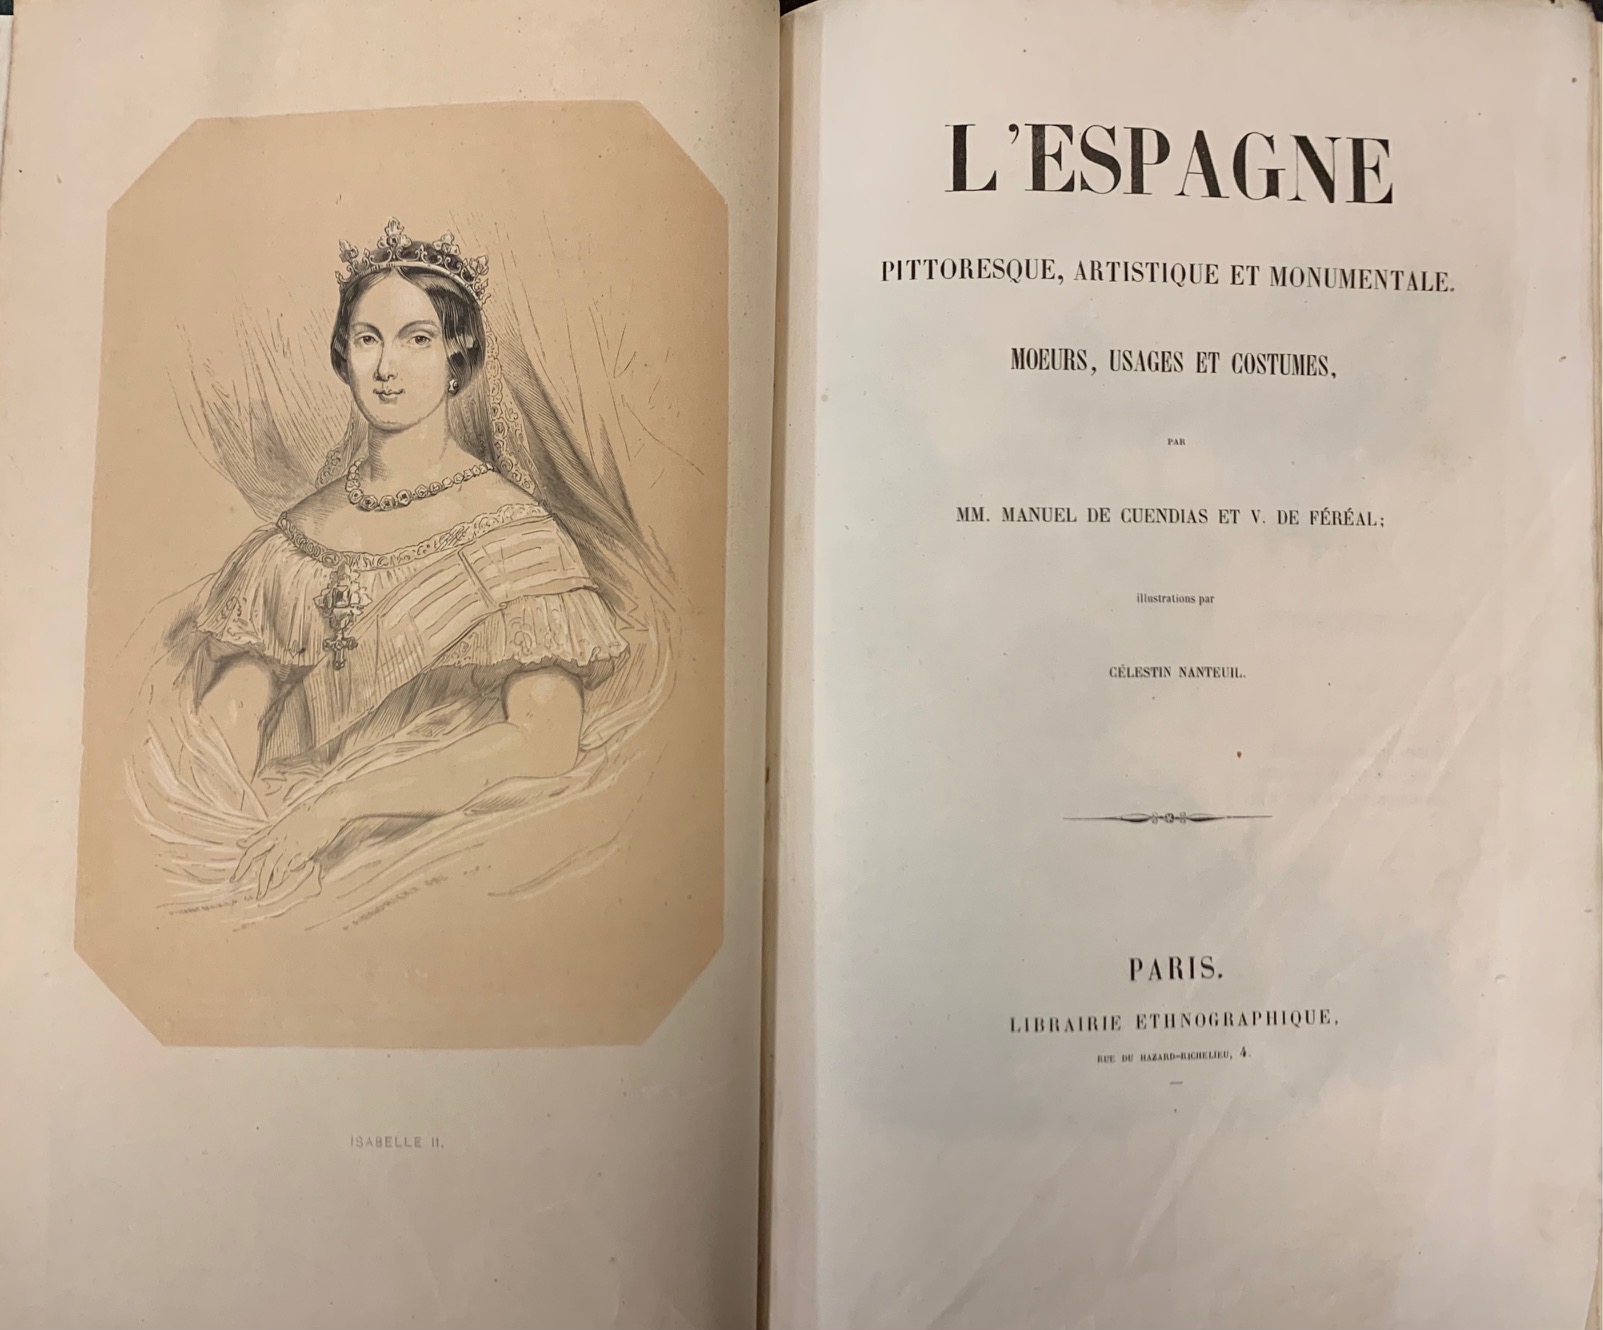 ISABELLE II.
L'ESPAGNE
PITTORESQUE, ARTISTIQUE ET MONUMENTALE.
MOEURS, USAGES ET COSTUMES,
PAR
MM. MANUEL DE CUENDIAS ET V. DE FÉRÉAL;
illustrations par
CÉLESTIN NANTEUIL.
PARIS.
LIBRAIRIE ETHNOGRAPHIQUE,
RUE DU HAZARD-RICHELIEU, 4.